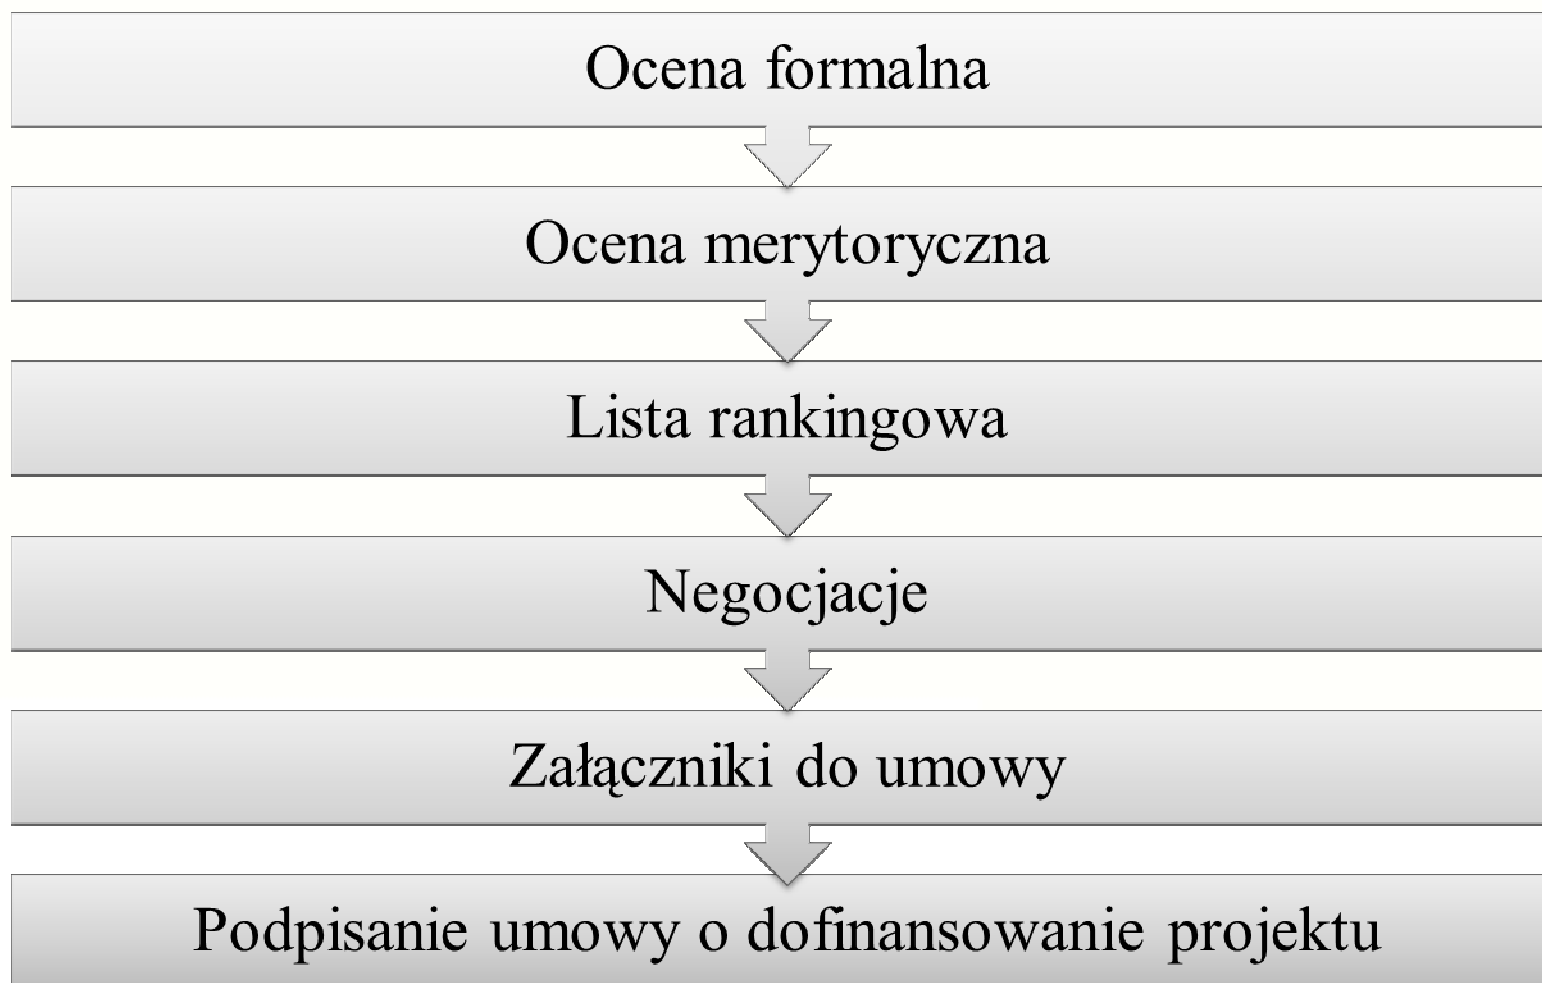 Ocena formalna
Ocena merytoryczna
Lista rankingowa
Negocjacje
Załączniki do umowy
Podpisanie umowy o dofinansowanie projektu